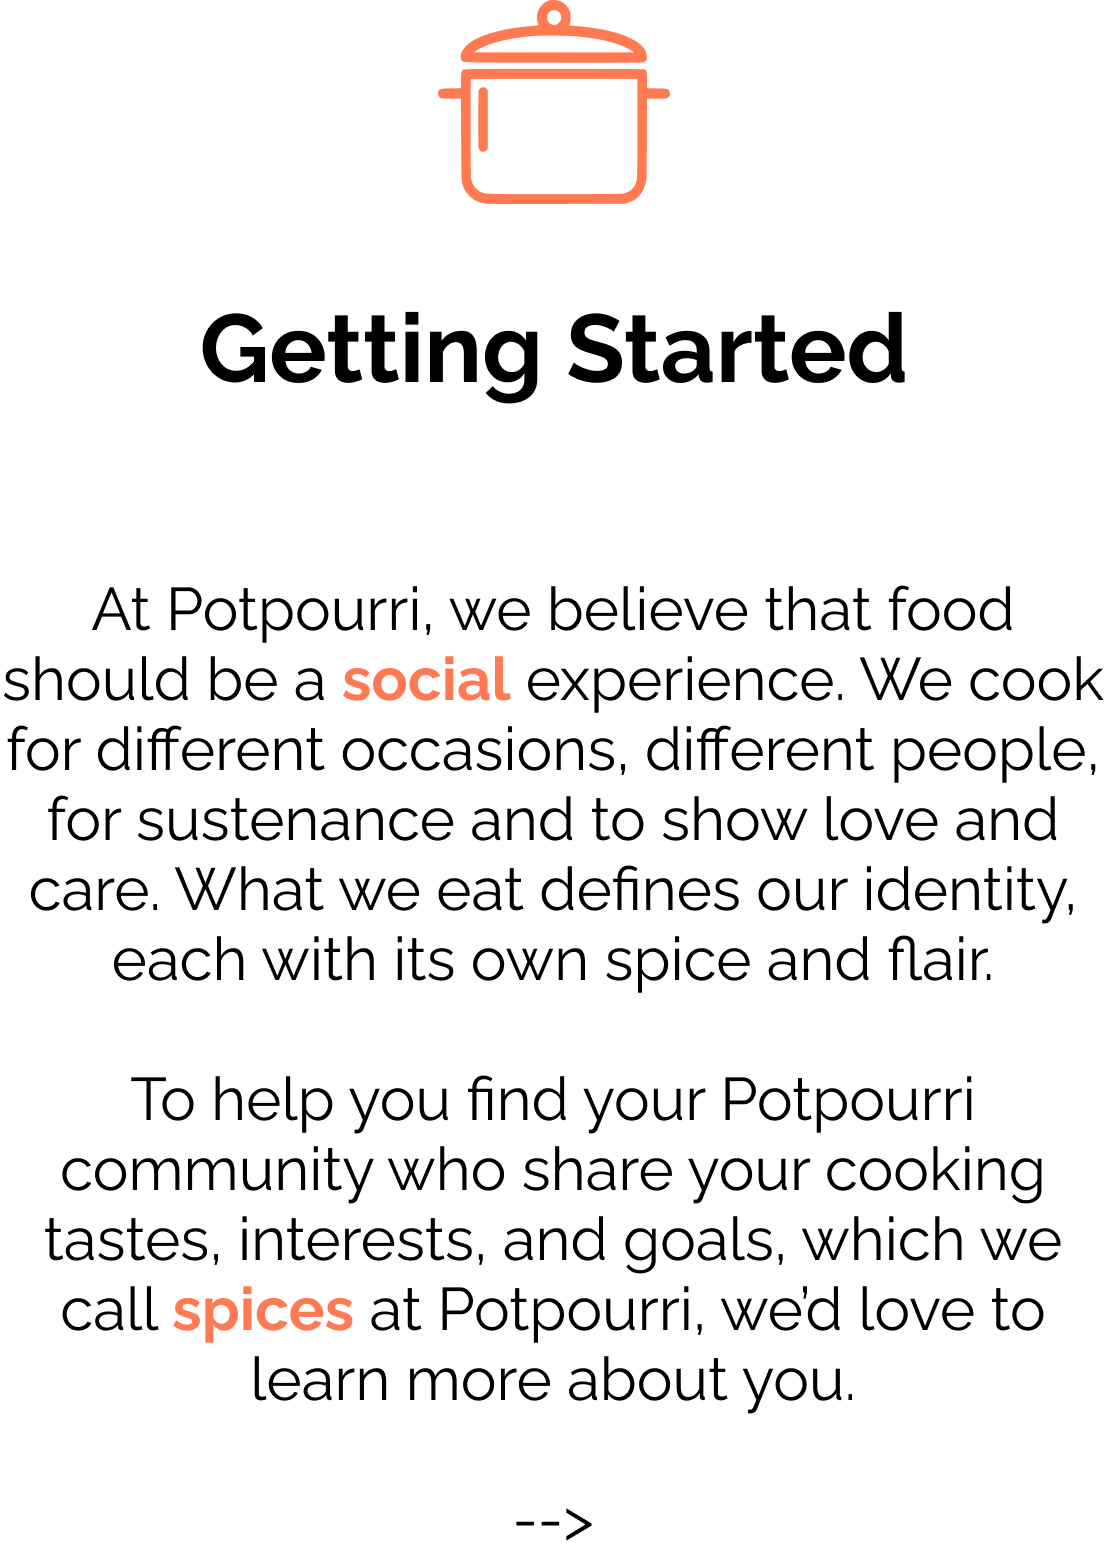 Getting Started
At Potpourri, we believe that food
should be a social experience. We cook
for different occasions, different people,
for sustenance and to show love and
care. What we eat defines our identity,
each with its own spice and flair.
To help you find your Potpourri
community who share your cooking
tastes, interests, and goals, which we
call spices at Potpourri, we’d love to
learn more about you.
-->